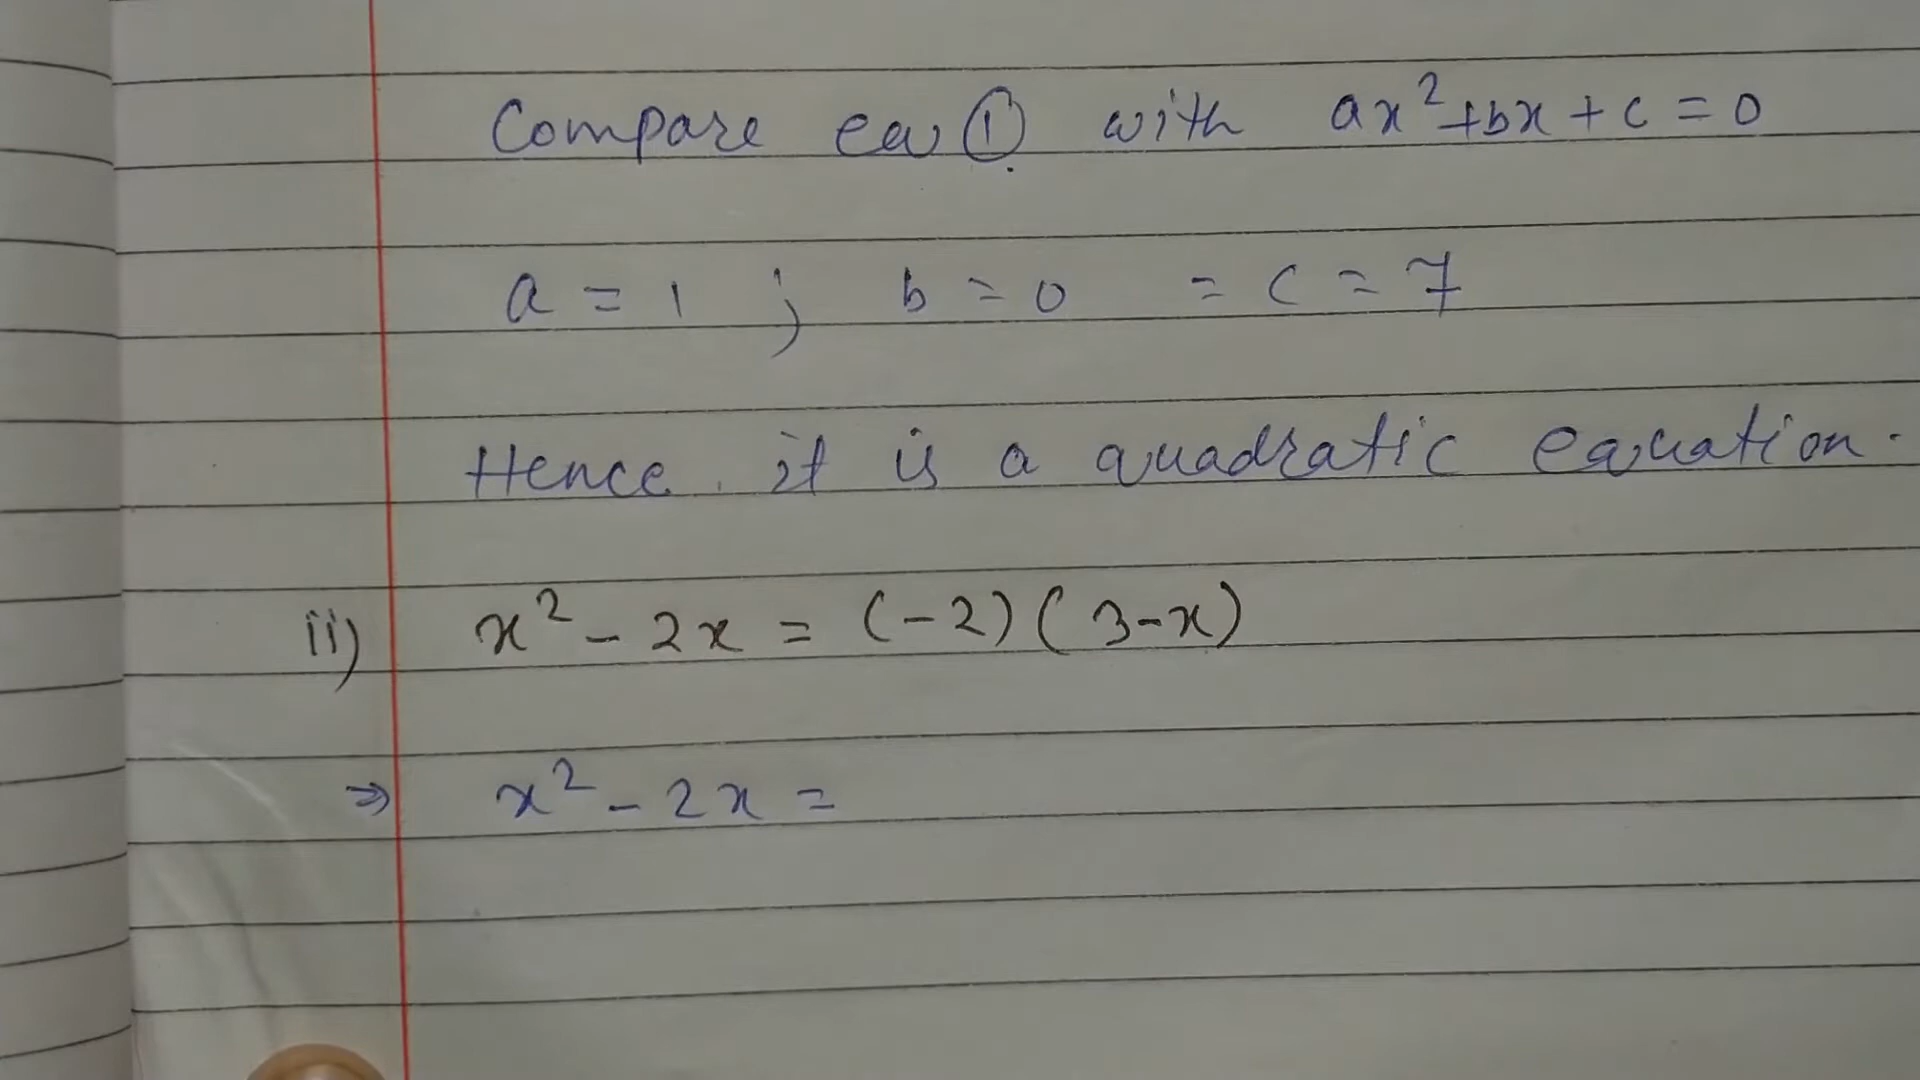 Compare eq ① with ax²+bx+c=0
a = 1 ; b = 0 = c = 7
Hence. it is a quadratic equation.
ii) x² - 2x = (-2)(3-x)
⇒ x² - 2x =